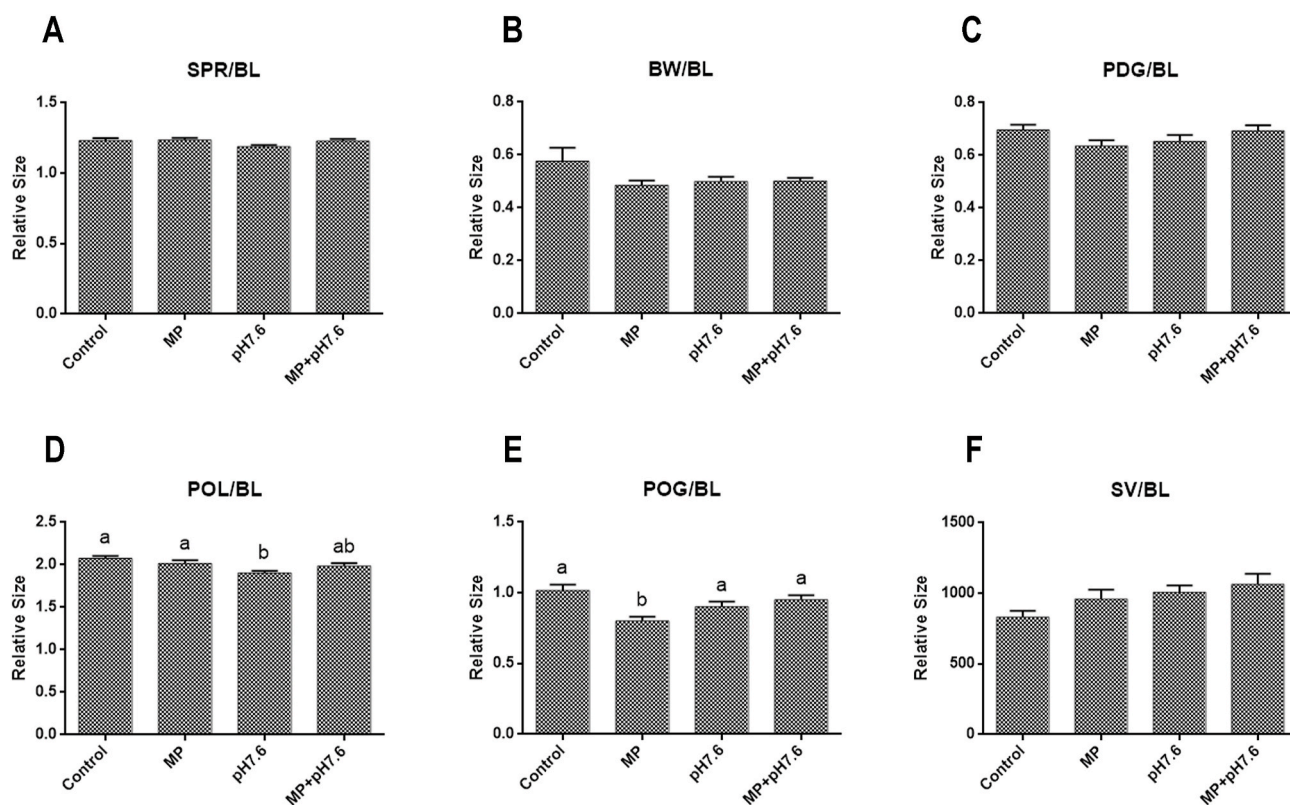 A
SPR/BL
Relative Size
1.5
1.0
0.5
0.0
Control
MP
pH7.6
MP+pH7.6
B
BW/BL
Relative Size
0.8
0.6
0.4
0.2
0.0
Control
MP
pH7.6
MP+pH7.6
C
PDG/BL
Relative Size
0.8
0.6
0.4
0.2
0.0
Control
MP
pH7.6
MP+pH7.6
D
POL/BL
Relative Size
2.5
2.0
1.5
1.0
0.5
0.0
a
a
b
ab
Control
MP
pH7.6
MP+pH7.6
E
POG/BL
Relative Size
1.5
1.0
0.5
0.0
a
b
a
a
Control
MP
pH7.6
MP+pH7.6
F
SV/BL
Relative Size
1500
1000
500
0
Control
MP
pH7.6
MP+pH7.6